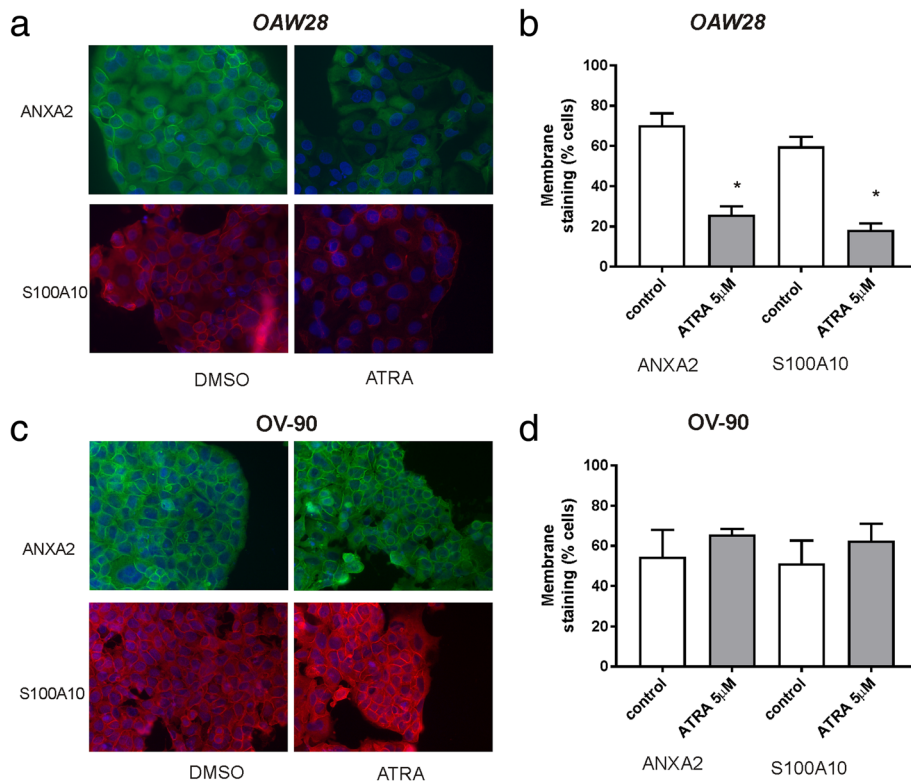 a
OAW28
ANXA2
S100A10
DMSO
ATRA
b
OAW28
Membrane
staining (% cells)
100
80
60
40
20
0
*
*
control
ATRA 5μM
control
ATRA 5μM
ANXA2
S100A10
c
OV-90
ANXA2
S100A10
DMSO
ATRA
d
OV-90
Membrane
staining (% cells)
100
80
60
40
20
0
control
ATRA 5μM
control
ATRA 5μM
ANXA2
S100A10